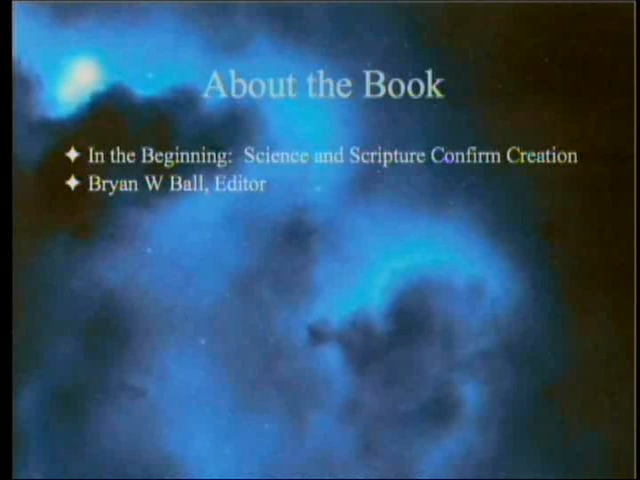 About the Book
In the Beginning: Science and Scripture Confirm Creation
Bryan W Ball, Editor